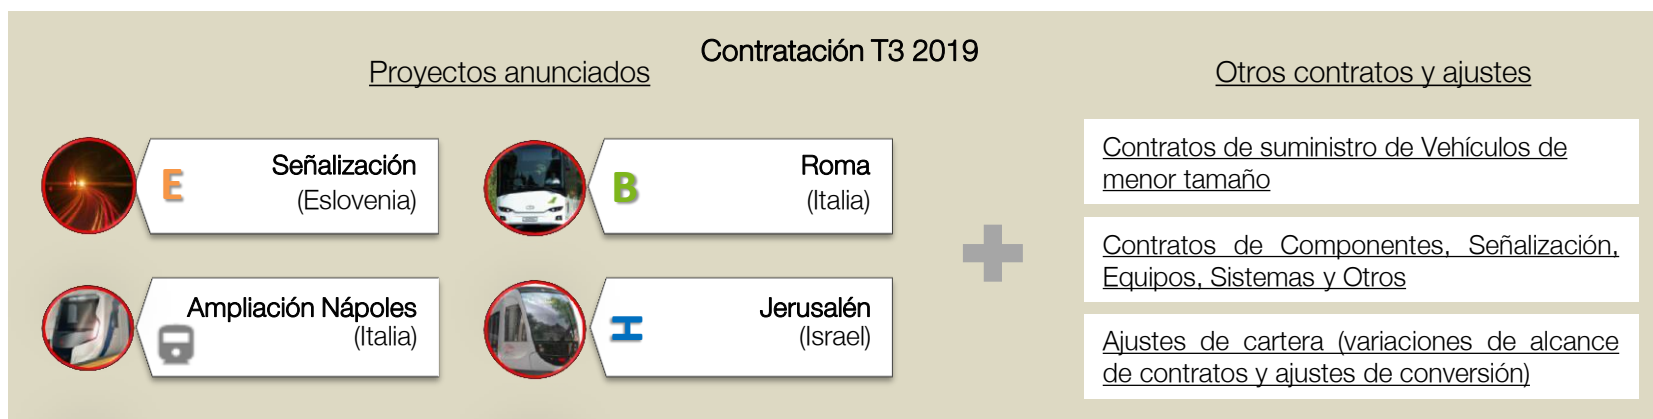 Contratación T3 2019
Proyectos anunciados
Otros contratos y ajustes
E
Señalización
(Eslovenia)
B
Roma
(Italia)
Ampliación Nápoles
(Italia)
H
Jerusalén
(Israel)
Contratos de suministro de Vehículos de
menor tamaño
Contratos de Componentes, Señalización,
Equipos, Sistemas y Otros
Ajustes de cartera (variaciones de alcance
de contratos y ajustes de conversión)